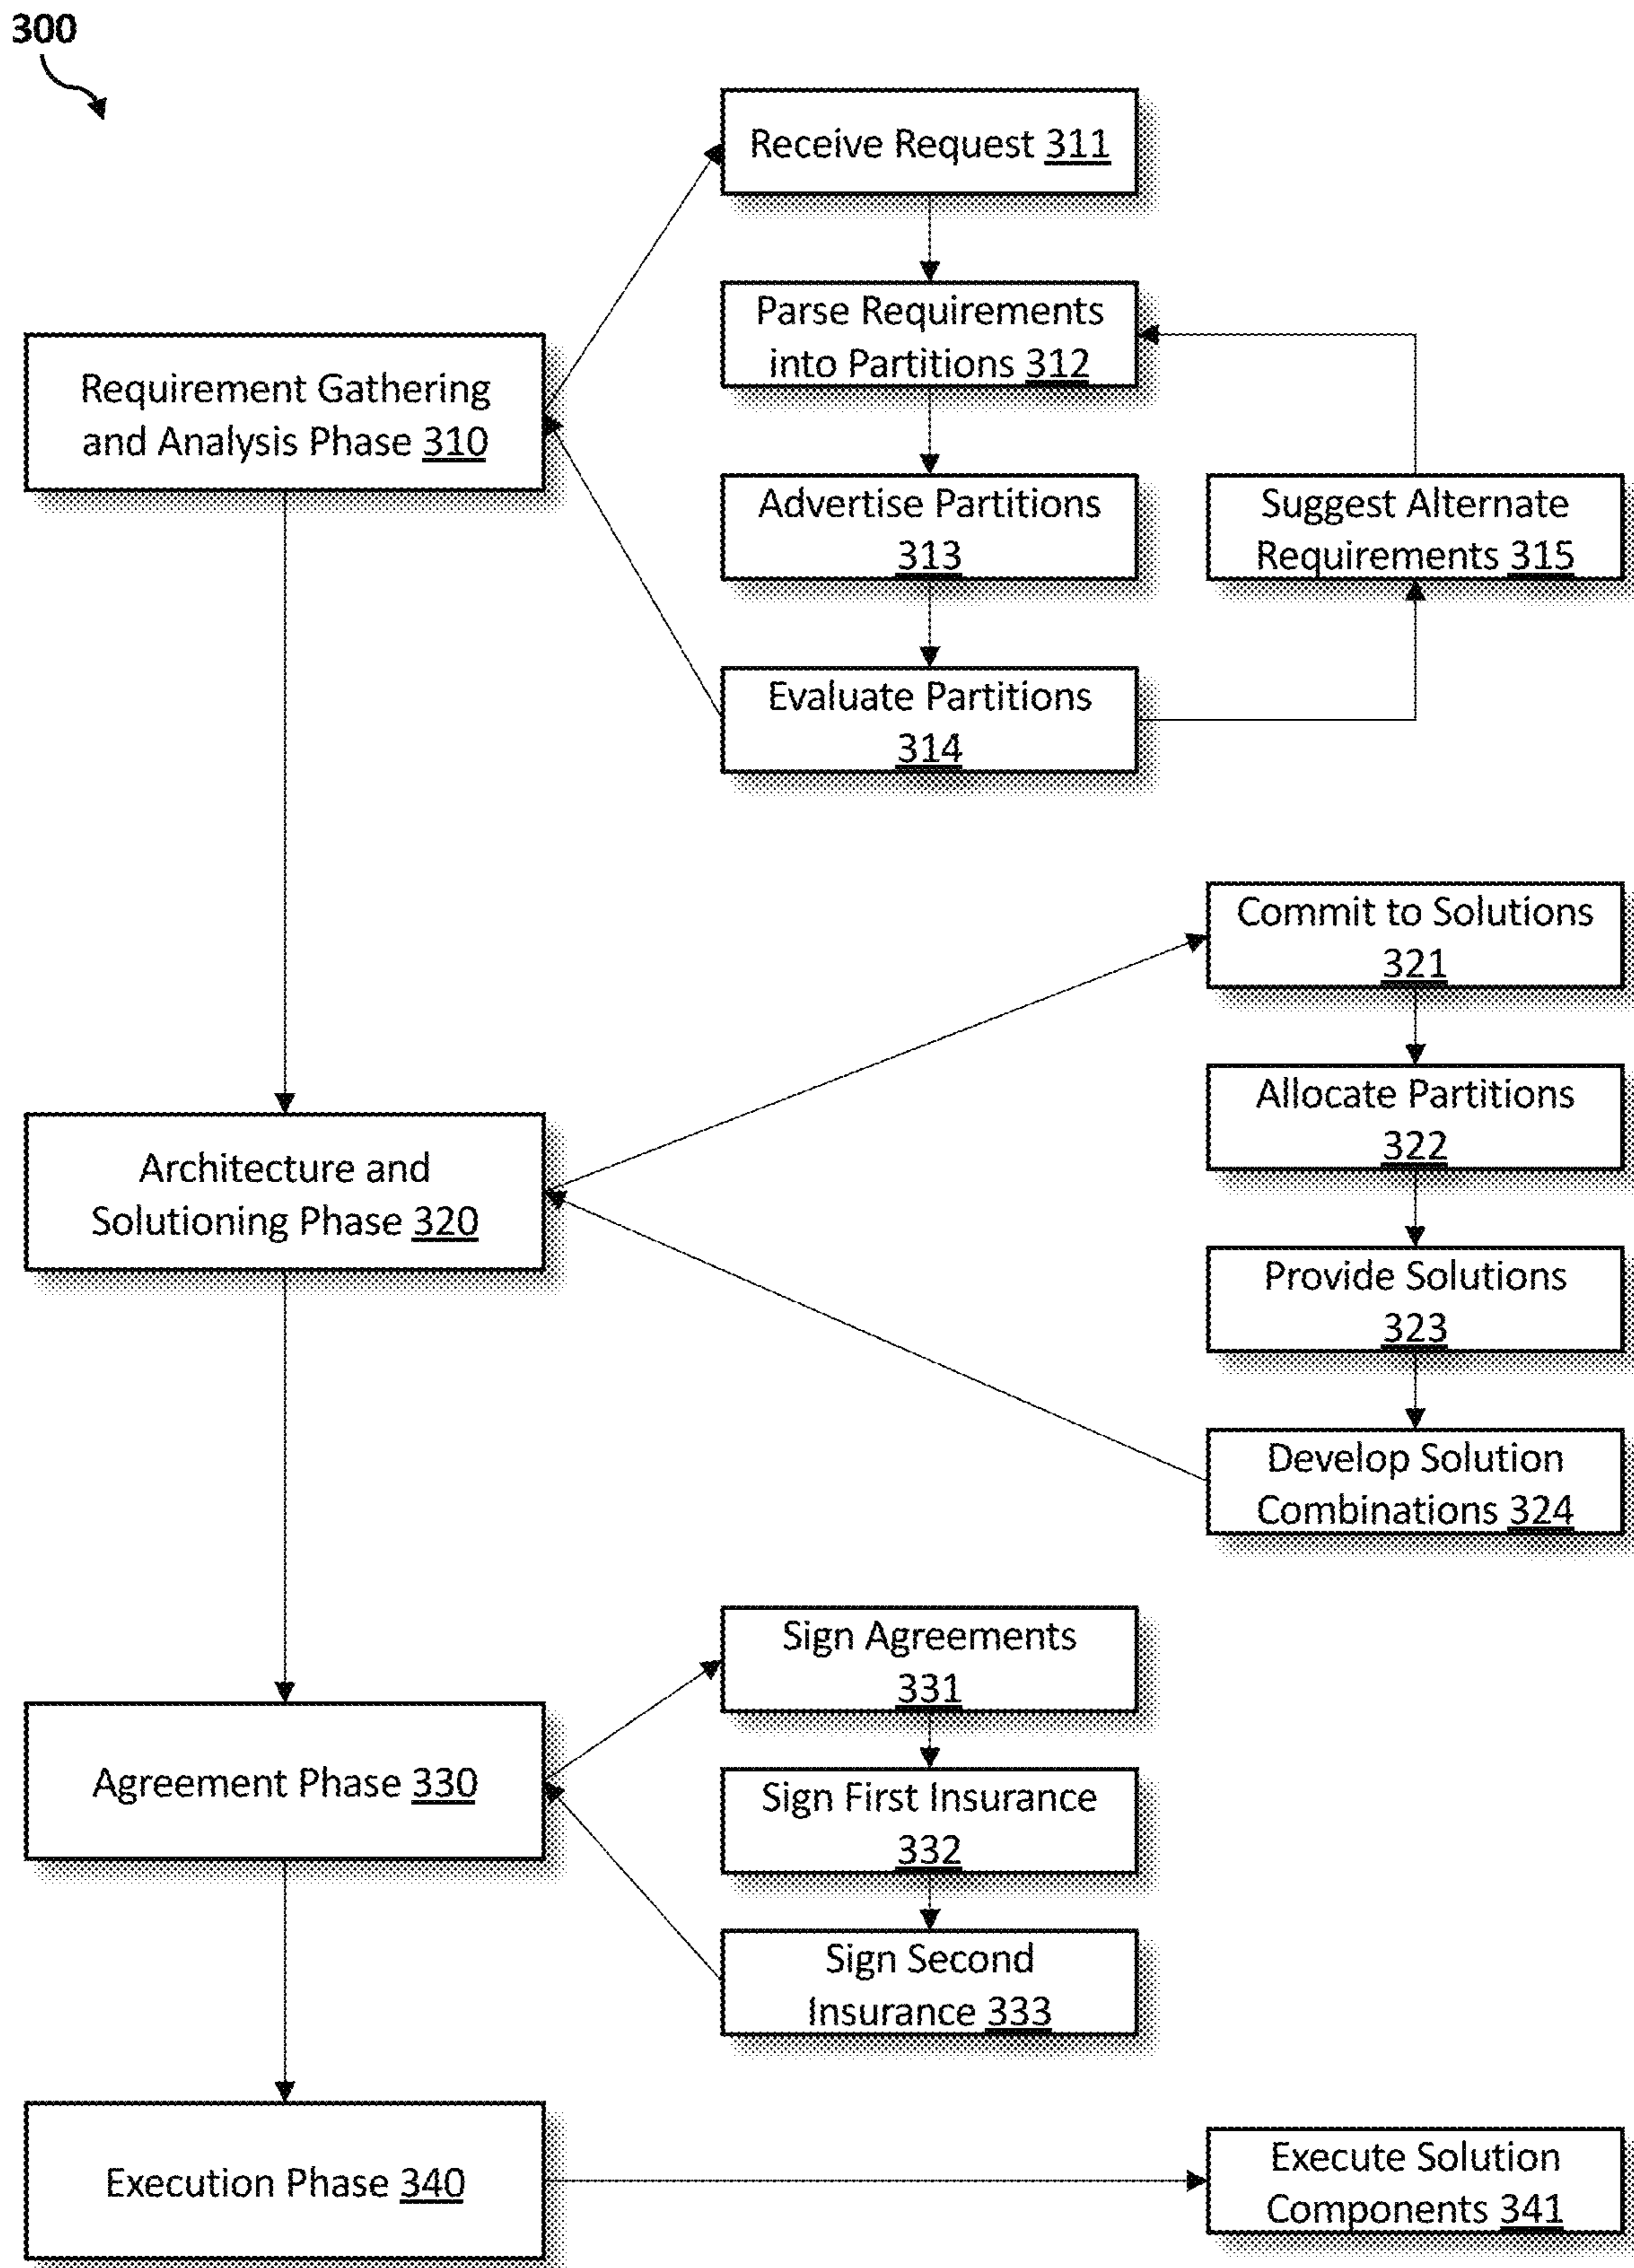 300
Receive Request 311
Parse Requirements
into Partitions 312
Requirement Gathering
and Analysis Phase 310
Advertise Partitions
313
Suggest Alternate
Requirements 315
Evaluate Partitions
314
Commit to Solutions
321
Allocate Partitions
322
Architecture and
Solutioning Phase 320
Provide Solutions
323
Develop Solution
Combinations 324
Sign Agreements
331
Agreement Phase 330
Sign First Insurance
332
Sign Second
Insurance 333
Execution Phase 340
Execute Solution
Components 341